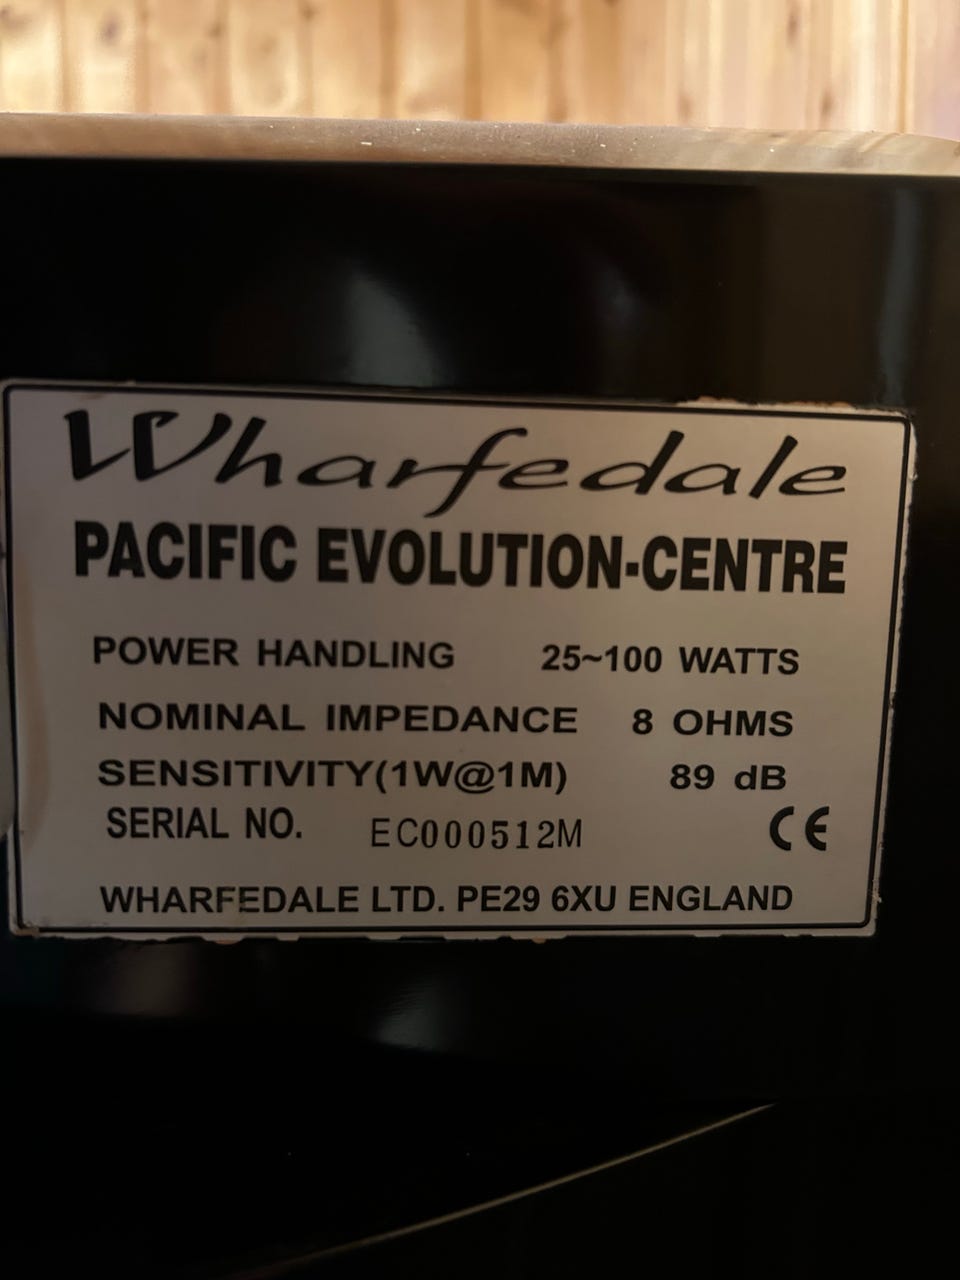 Wharfedale
PACIFIC EVOLUTION-CENTRE
POWER HANDLING 25~100 WATTS
NOMINAL IMPEDANCE 8 OHMS
SENSITIVITY(1W@1M) 89 dB
SERIAL NO. EC000512M CE
WHARFEDALE LTD. PE29 6XU ENGLAND